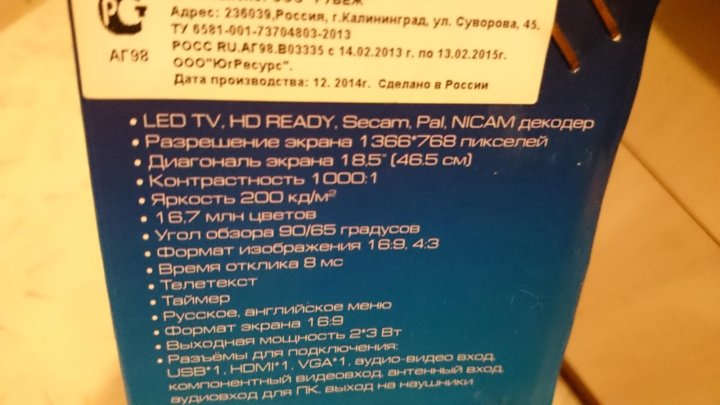 РУБЕЖ
Адрес: 236039,Россия, г.Калининград, ул. Суворова, 45.
ТУ 6581-001-73704803-2013
РОСС RU.АГ98.В03335 с 14.02.2013 г. по 13.02.2015г.
ООО"ЮгРесурс".
Дата производства: 12. 2014г. Сделано в России
РС
АГ98
• LED TV, HD READY, Secam, Pal, NICAM декодер
• Разрешение экрана 1366*768 пикселей
• Диагональ экрана 18,5" (46.5 см)
• Контрастность 1000:1
• Яркость 200 кд/м²
• 16,7 млн цветов
• Угол обзора 90/65 градусов
• Формат изображения 16:9, 4:3
• Время отклика 8 мс
• Телетекст
• Таймер
• Русское, английское меню
• Формат экрана 16:9
• Выходная мощность 2*3 Вт
• Разъёмы для подключения:
USB*1, HDMI*1, VGA*1, аудио-видео вход,
компонентный видеовход, антенный вход,
аудиовход для ПК, выход на наушники